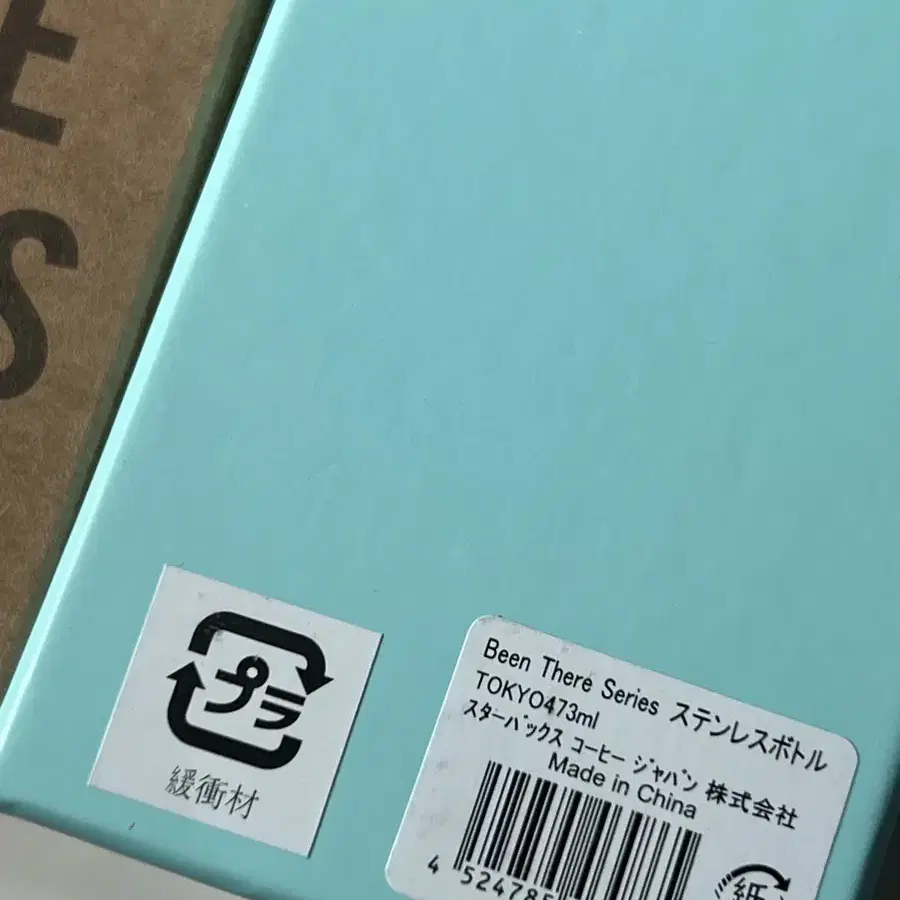 S
プラ
緩衝材
Been There Series ステンレスボトル
TOKYO473ml
スターバックス コーヒー ジャパン 株式会社
Made in China
4 524785
紙